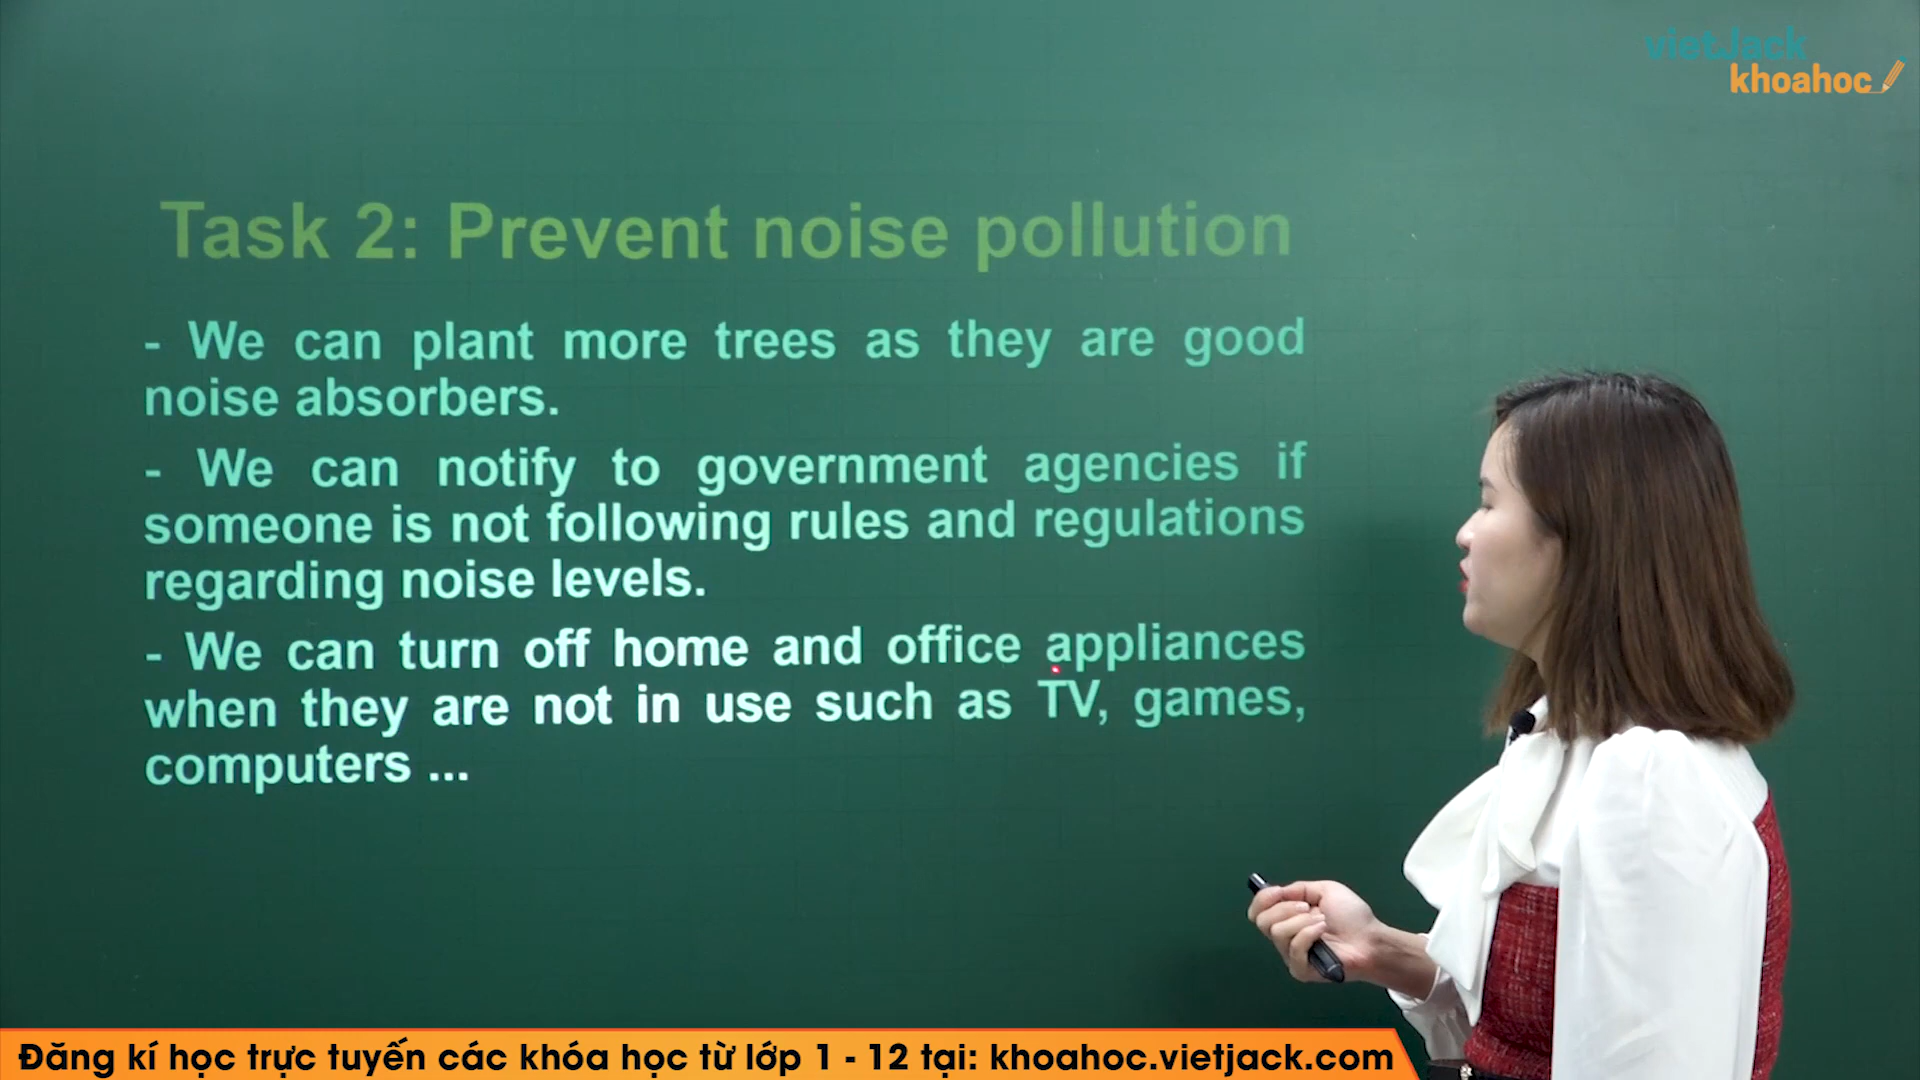 vietJack
khoahoc
Task 2: Prevent noise pollution
- We can plant more trees as they are good
noise absorbers.
- We can notify to government agencies if
someone is not following rules and regulations
regarding noise levels.
- We can turn off home and office appliances
when they are not in use such as TV, games,
computers ...
Đăng kí học trực tuyến các khóa học từ lớp 1 - 12 tại: khoahoc.vietjack.com